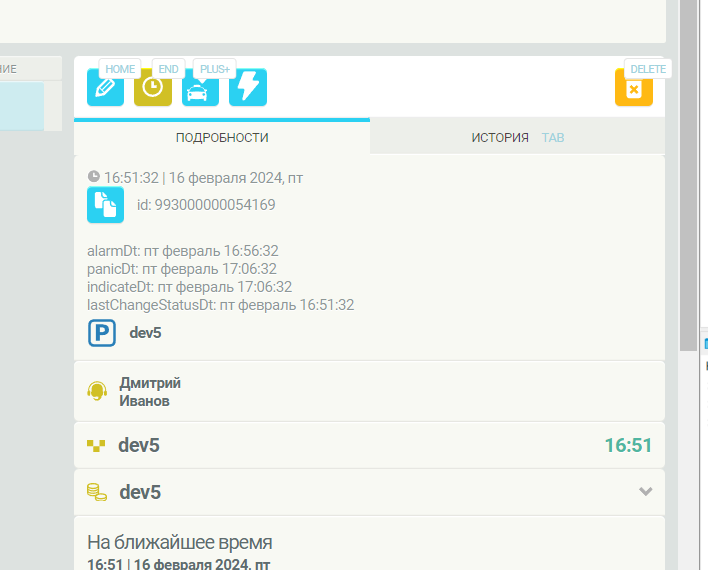 НИЕ
HOME
END
PLUS+
DELETE
ПОДРОБНОСТИ
ИСТОРИЯ TAB
16:51:32 | 16 февраля 2024, пт
id: 993000000054169
alarmDt: пт февраль 16:56:32
panicDt: пт февраль 17:06:32
indicateDt: пт февраль 17:06:32
lastChangeStatusDt: пт февраль 16:51:32
P dev5
Дмитрий
Иванов
dev5 16:51
dev5
На ближайшее время
16:51 | 16 февраля 2024, пт